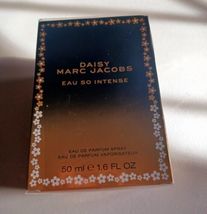 DAISY
MARC JACOBS
EAU SO INTENSE
EAU DE PARFUM SPRAY
EAU DE PARFUM VAPORISATEUR
50 ml ℮ 1.6 FL OZ